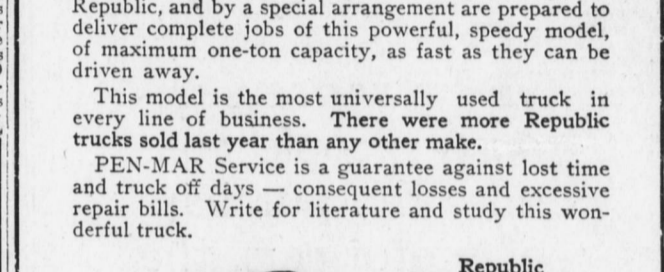 Republic, and by a special arrangement are prepared to
deliver complete jobs of this powerful, speedy model,
of maximum one-ton capacity, as fast as they can be
driven away.
This model is the most universally used truck in
every line of business. There were more Republic
trucks sold last year than any other make.
PEN-MAR Service is a guarantee against lost time
and truck off days — consequent losses and excessive
repair bills. Write for literature and study this won-
derful truck.
Republic